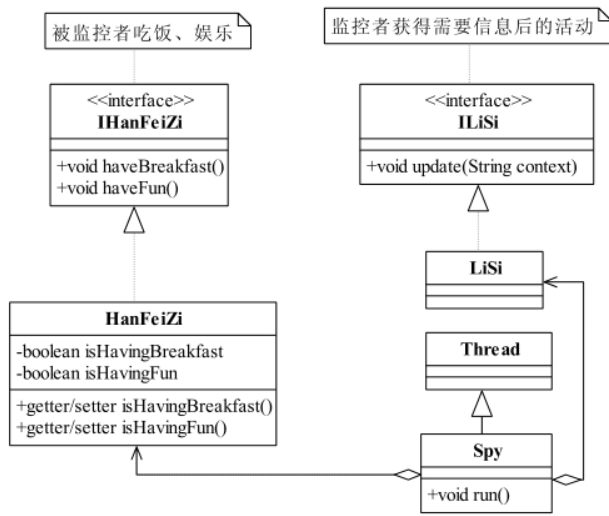 被监控者吃饭、娱乐
监控者获得需要信息后的活动
<<interface>>
IHanFeiZi
+void haveBreakfast()
+void haveFun()
<<interface>>
ILiSi
+void update(String context)
LiSi
HanFeiZi
-boolean isHavingBreakfast
-boolean isHavingFun
+getter/setter isHavingBreakfast()
+getter/setter isHavingFun()
Thread
Spy
+void run()